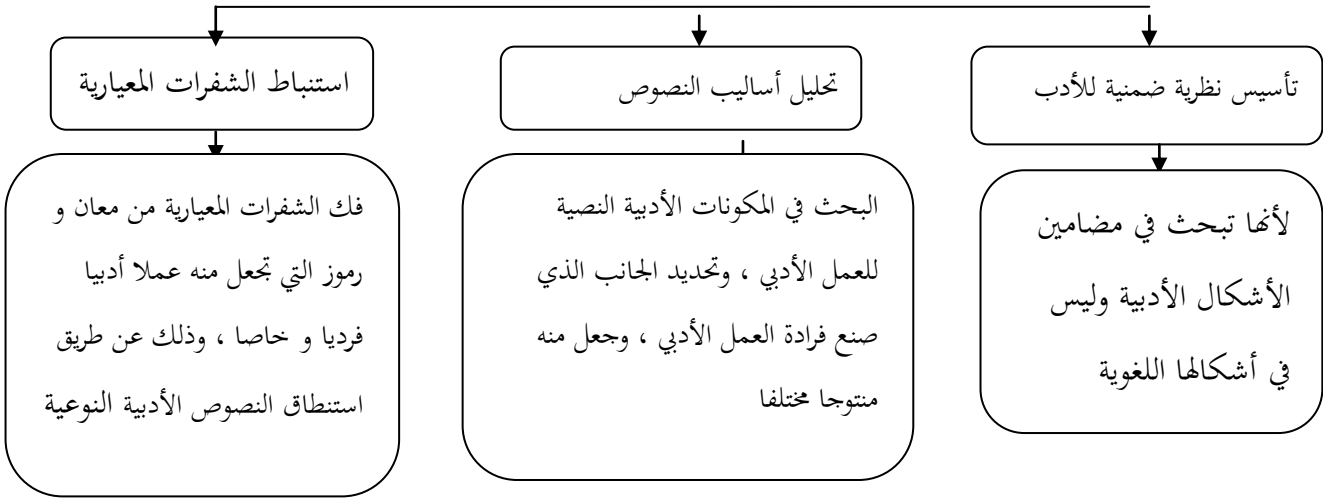 تأسيس نظرية ضمنية للأدب
لأنها تبحث في مضامين
الأشكال الأدبية وليس
في أشكالها اللغوية
تحليل أساليب النصوص
البحث في المكونات الأدبية النصية
للعمل الأدبي ، وتحديد الجانب الذي
صنع فرادة العمل الأدبي ، وجعل منه
منتوجا مختلفا
استنباط الشفرات المعيارية
فك الشفرات المعيارية من معان و
رموز التي تجعل منه عملا أدبيا
فرديا و خاصا ، وذلك عن طريق
استنطاق النصوص الأدبية النوعية